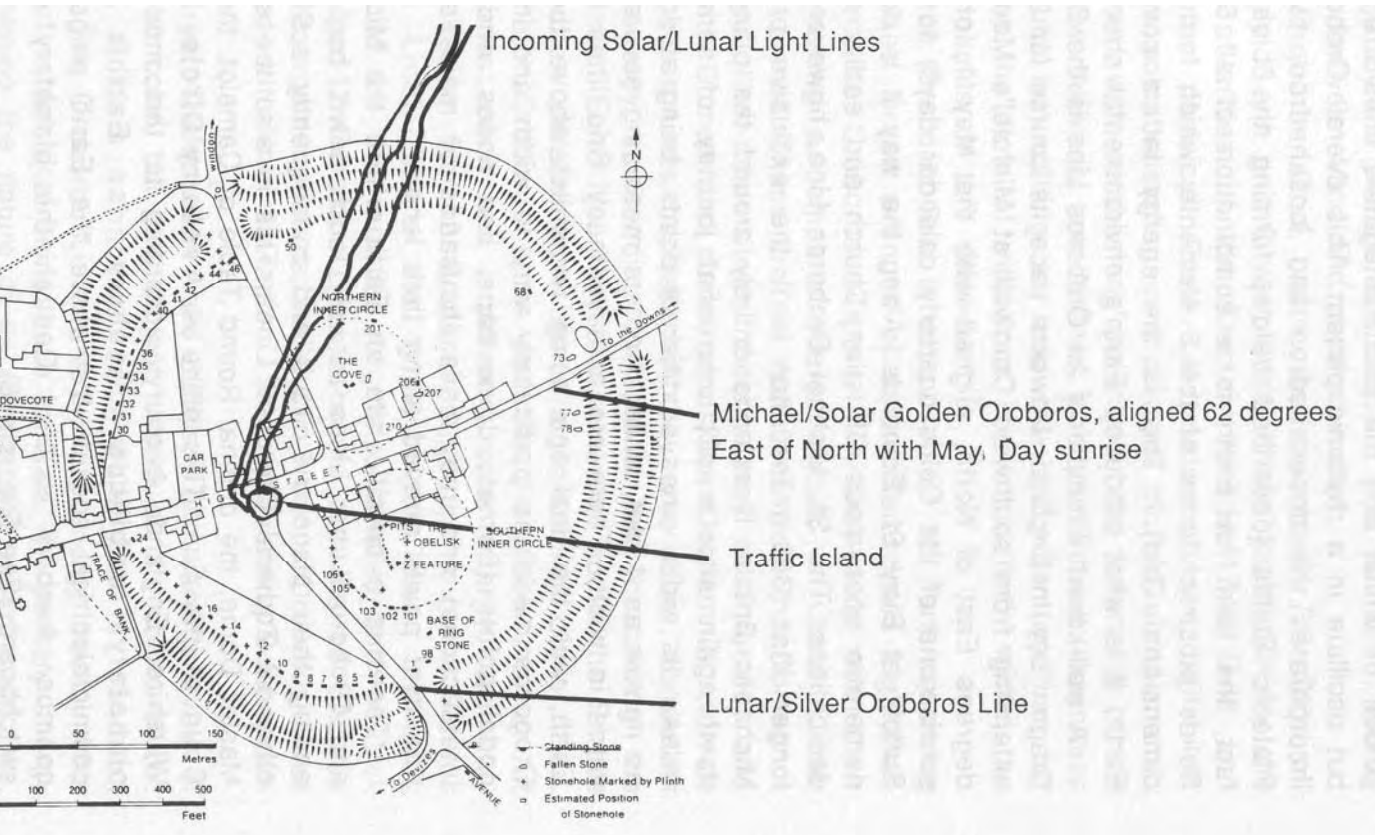 Incoming Solar/Lunar Light Lines
N
To
windon
50
46
44
42
41
40
NORTHERN
INNER CIRCLE
201
68
To the Downs
36
35
34
33
32
31
30
THE
COVE
73
206
207
210
77
78
DOVECOTE
Michael/Solar Golden Oroboros, aligned 62 degrees
East of North with May, Day sunrise
CAR
PARK
HIGH STREET
PITS
THE
OBELISK
SOUTHERN
INNER CIRCLE
Z FEATURE
Traffic Island
24
TRACE OF BANK
106
105
103
102
101
16
14
12
10
9
8
7
6
5
4
BASE OF
RING
STONE
98
1
Lunar/Silver Oroboros Line
0 50 100 150
Metres
100 200 300 400 500
Feet
To Devizes
AVENUE
Standing Stone
Fallen Stone
Stonehole Marked by Plinth
Estimated Position
of Stonehole